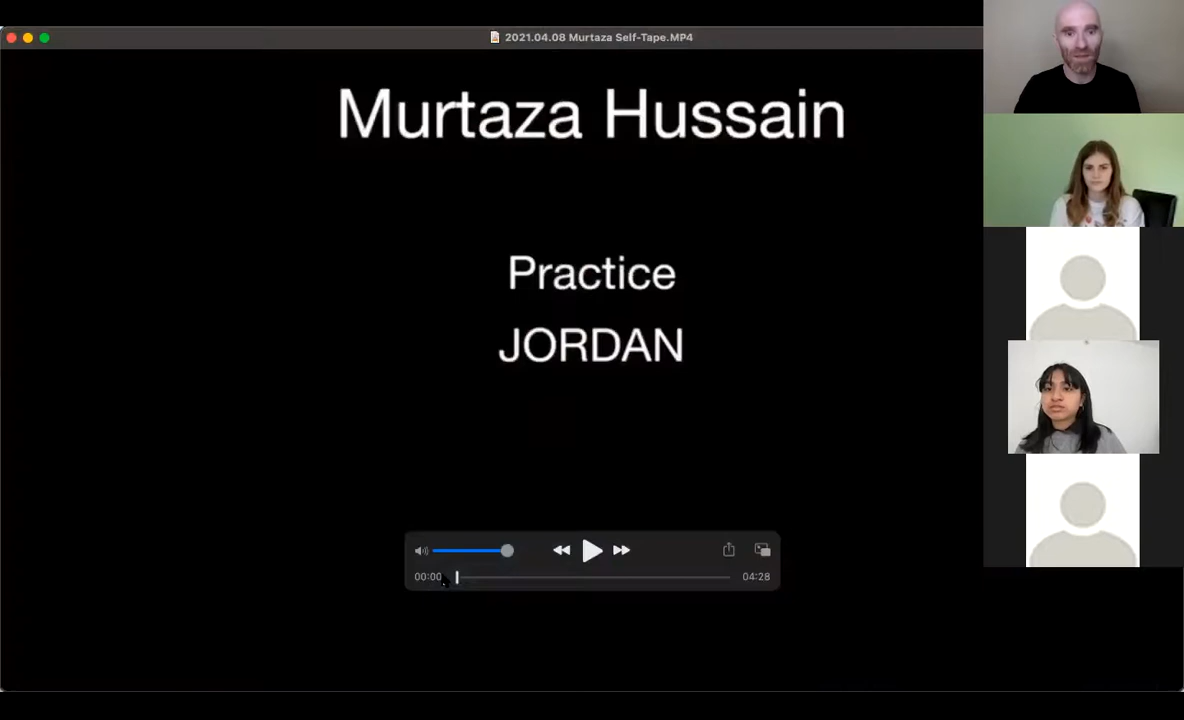 2021.04.08 Murtaza Self-Tape.MP4
Murtaza Hussain
Practice
JORDAN
00:00
04:28